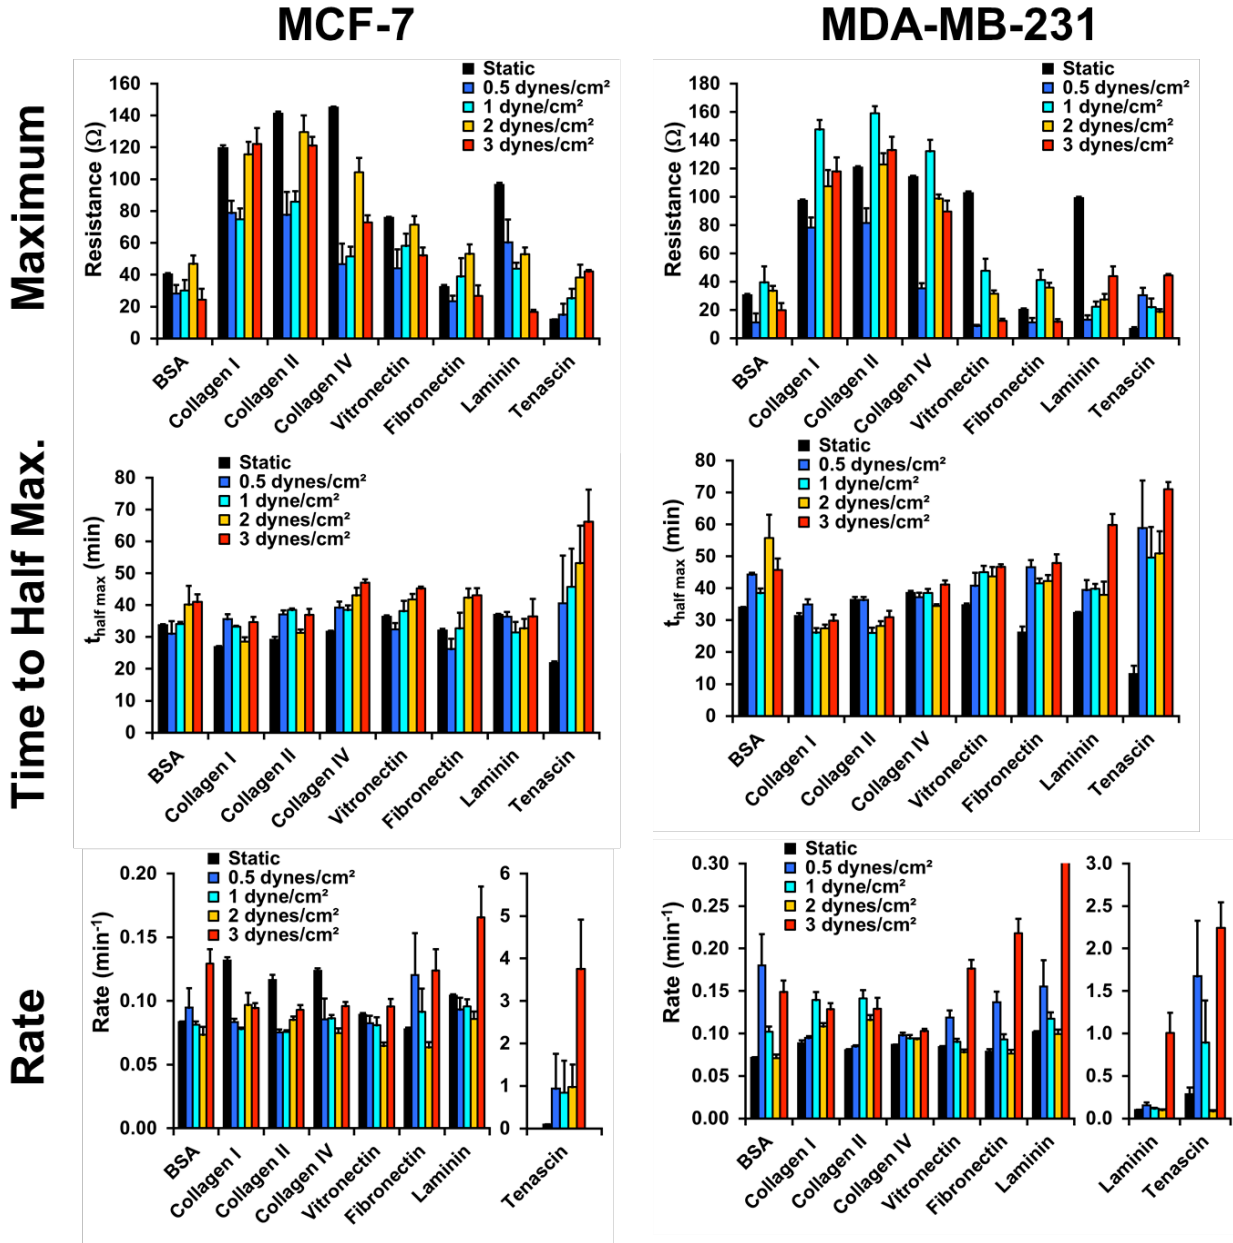 MCF-7
MDA-MB-231
Maximum
Resistance (Ω)
160
140
120
100
80
60
40
20
0
Static
0.5 dynes/cm²
1 dyne/cm²
2 dynes/cm²
3 dynes/cm²
BSA
Collagen I
Collagen II
Collagen IV
Vitronectin
Fibronectin
Laminin
Tenascin
Resistance (Ω)
180
160
140
120
100
80
60
40
20
0
Static
0.5 dynes/cm²
1 dyne/cm²
2 dynes/cm²
3 dynes/cm²
BSA
Collagen I
Collagen II
Collagen IV
Vitronectin
Fibronectin
Laminin
Tenascin
Time to Half Max.
t half max (min)
80
70
60
50
40
30
20
10
0
Static
0.5 dynes/cm²
1 dyne/cm²
2 dynes/cm²
3 dynes/cm²
BSA
Collagen I
Collagen II
Collagen IV
Vitronectin
Fibronectin
Laminin
Tenascin
t half max (min)
80
70
60
50
40
30
20
10
0
Static
0.5 dynes/cm²
1 dyne/cm²
2 dynes/cm²
3 dynes/cm²
BSA
Collagen I
Collagen II
Collagen IV
Vitronectin
Fibronectin
Laminin
Tenascin
Rate
Rate (min⁻¹)
0.20
0.15
0.10
0.05
0.00
Static
0.5 dynes/cm²
1 dyne/cm²
2 dynes/cm²
3 dynes/cm²
BSA
Collagen I
Collagen II
Collagen IV
Vitronectin
Fibronectin
Laminin
6
5
4
3
2
1
0
Tenascin
Rate (min⁻¹)
0.30
0.25
0.20
0.15
0.10
0.05
0.00
Static
0.5 dynes/cm²
1 dyne/cm²
2 dynes/cm²
3 dynes/cm²
BSA
Collagen I
Collagen II
Collagen IV
Vitronectin
Fibronectin
Laminin
3.0
2.5
2.0
1.5
1.0
0.5
0.0
Laminin
Tenascin